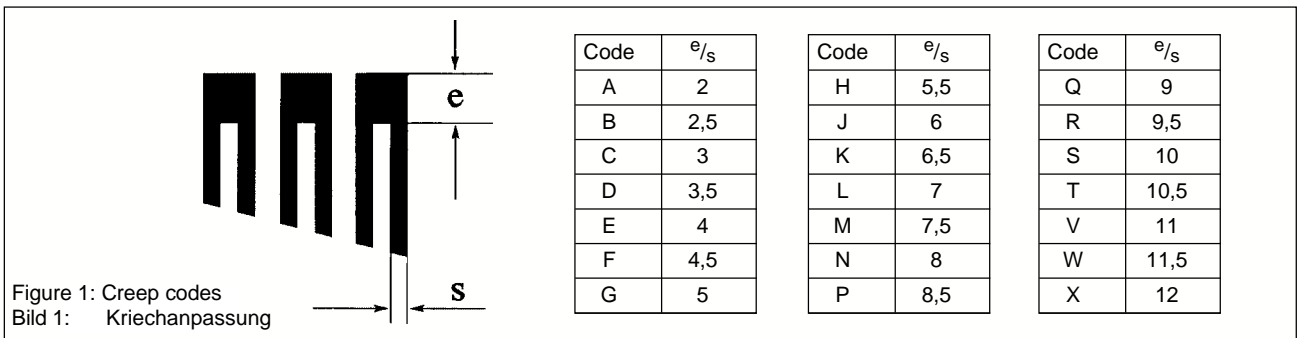 e
s
Figure 1: Creep codes
Bild 1: Kriechanpassung
Code e/s
A 2
B 2,5
C 3
D 3,5
E 4
F 4,5
G 5
Code e/s
H 5,5
J 6
K 6,5
L 7
M 7,5
N 8
P 8,5
Code e/s
Q 9
R 9,5
S 10
T 10,5
V 11
W 11,5
X 12